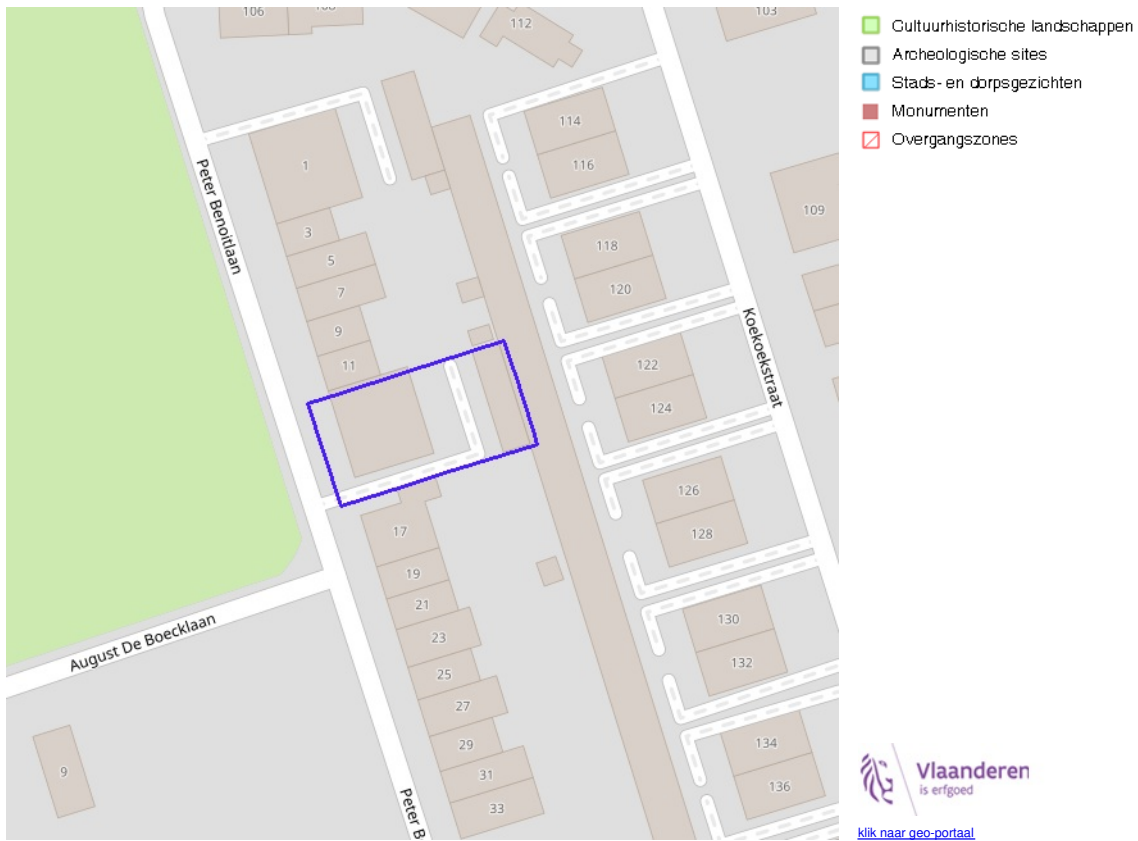 106
108
112
103
Cultuurhistorische landschappen
Archeologische sites
Stads- en dorpsgezichten
Monumenten
Overgangszones
114
116
1
Peter Benoitlaan
3
5
7
9
11
109
118
120
Koekoekstraat
122
124
126
128
17
19
21
23
25
27
29
31
33
130
132
134
136
August De Boecklaan
9
Peter B
Vlaanderen
is erfgoed
klik naar geo-portaal